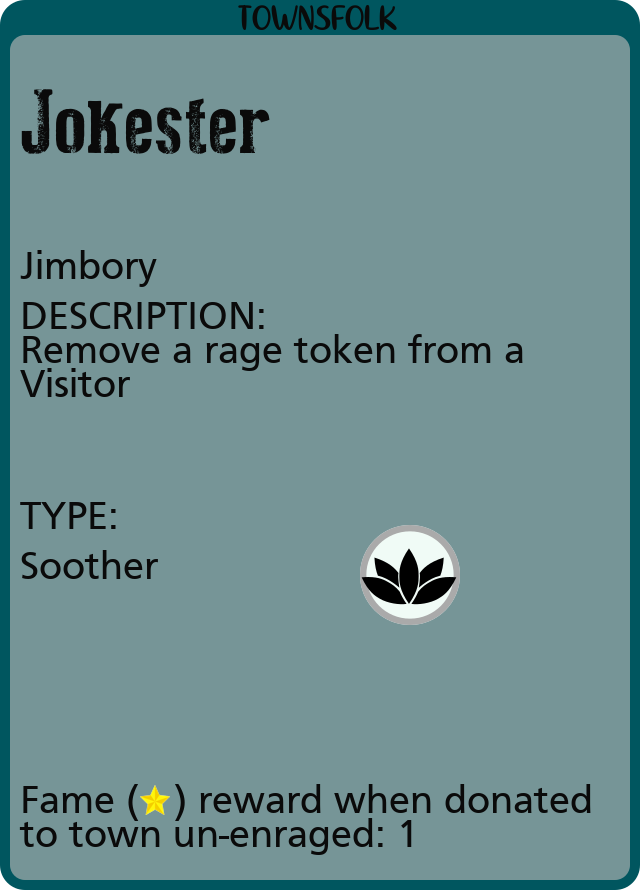 TOWNSFOLK
Jokester
Jimbory
DESCRIPTION:
Remove a rage token from a
Visitor
TYPE:
Soother
Fame (⭐) reward when donated
to town un-enraged: 1